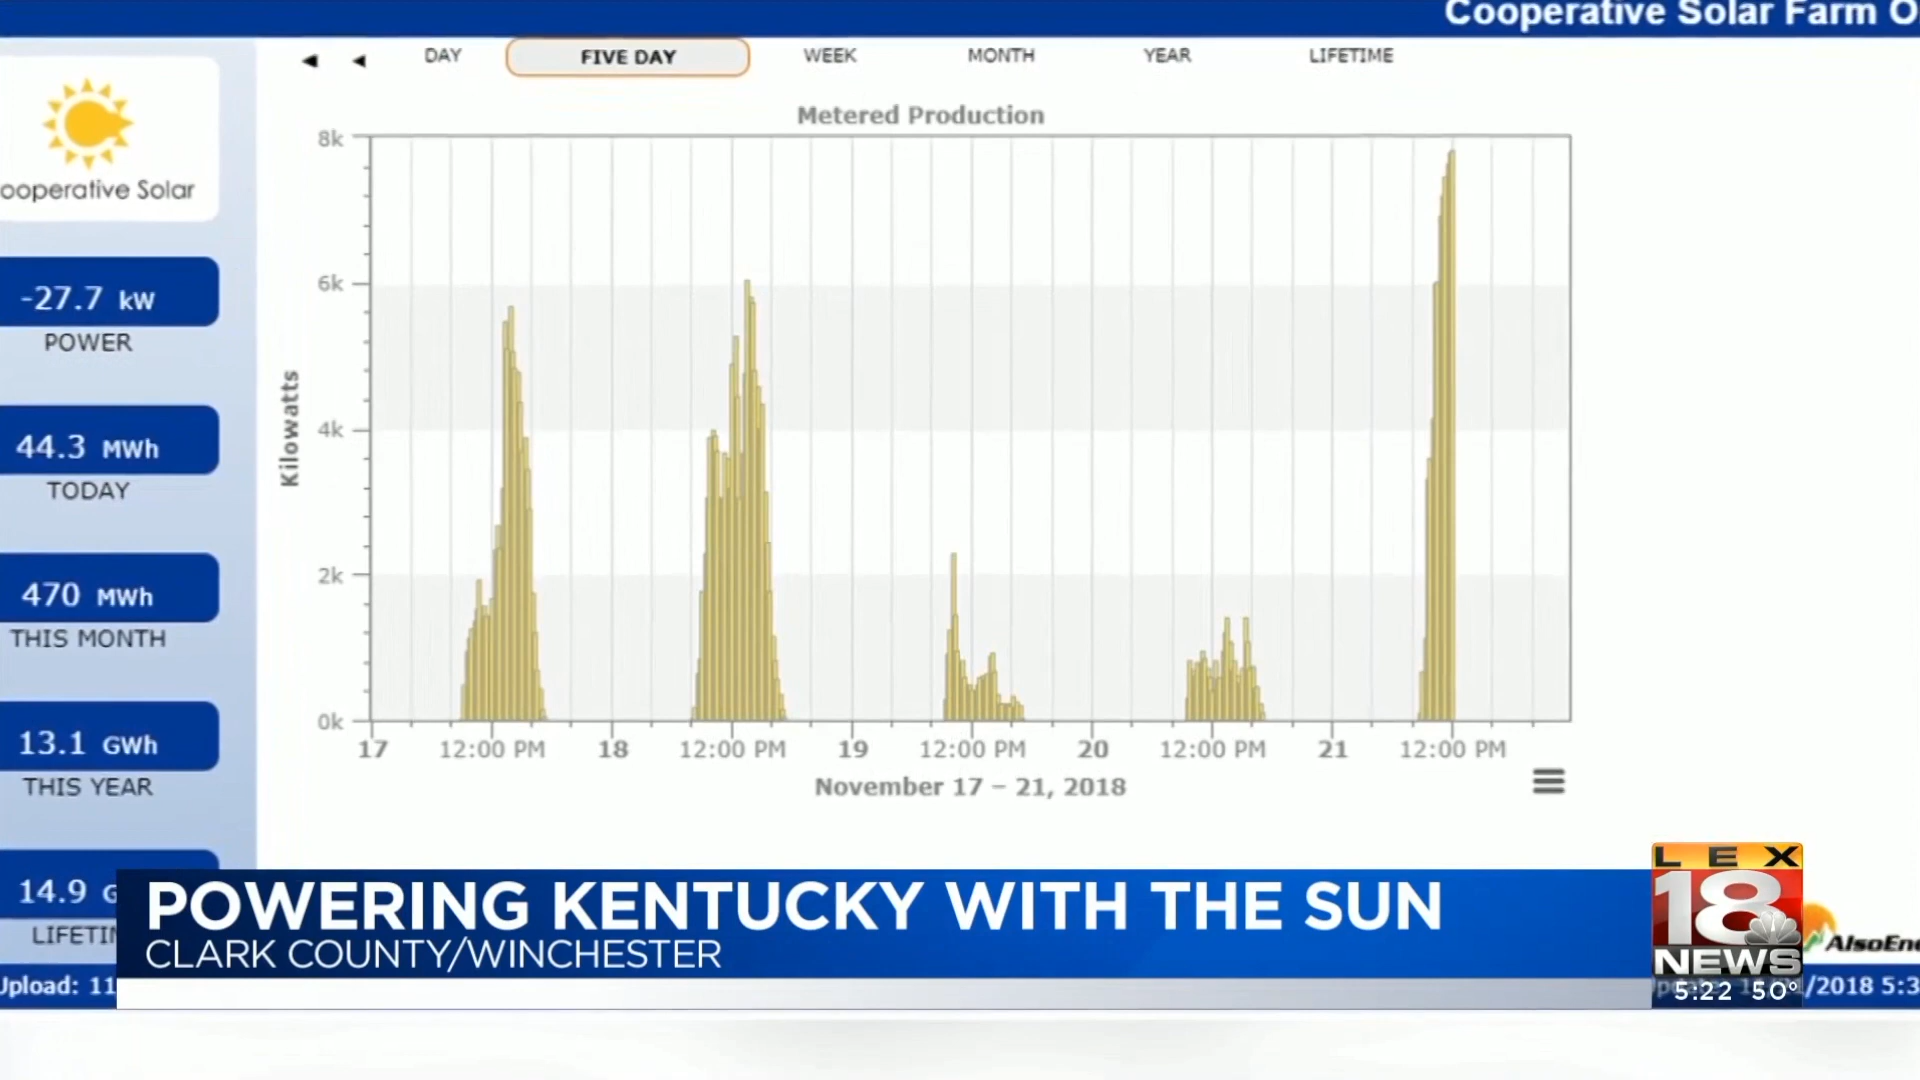 Cooperative Solar Farm O
DAY FIVE DAY WEEK MONTH YEAR LIFETIME
ooperative Solar
-27.7 kW
POWER
44.3 MWh
TODAY
470 MWh
THIS MONTH
13.1 GWh
THIS YEAR
14.9 G
LIFETI
Metered Production
Kilowatts
8k
6k
4k
2k
0k
17 12:00 PM 18 12:00 PM 19 12:00 PM 20 12:00 PM 21 12:00 PM
November 17 – 21, 2018
POWERING KENTUCKY WITH THE SUN
CLARK COUNTY/WINCHESTER
LEX
18
NEWS
5:22 50°
AlsoEne
Upload: 11
/2018 5:3